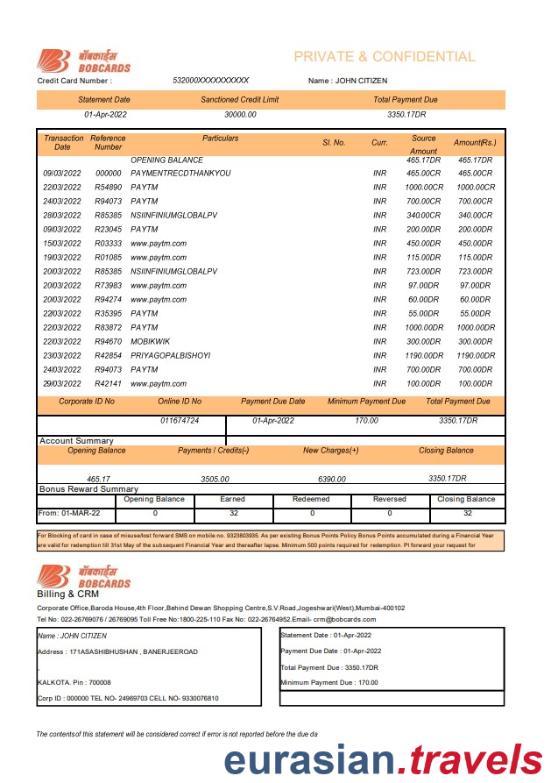 बॉबकार्ड्स
BOBCARDS
PRIVATE & CONFIDENTIAL
Credit Card Number : 532000XXXXXXXXXX Name : JOHN CITIZEN
Statement Date Sanctioned Credit Limit Total Payment Due
01-Apr-2022 30000.00 3350.17DR
Transaction Date Reference Number Particulars Sl. No. Curr. Source Amount Amount(Rs.)
OPENING BALANCE 465.17DR 465.17DR
09/03/2022 000000 PAYMENTRECDTHANKYOU INR 465.00CR 465.00CR
22/03/2022 R54890 PAYTM INR 1000.00CR 1000.00CR
24/03/2022 R94073 PAYTM INR 700.00CR 700.00CR
28/03/2022 R85385 NSIINFINIUMGLOBALPV INR 340.00CR 340.00CR
09/03/2022 R23045 PAYTM INR 200.00DR 200.00DR
15/03/2022 R03333 www.paytm.com INR 450.00DR 450.00DR
19/03/2022 R01085 www.paytm.com INR 115.00DR 115.00DR
20/03/2022 R85385 NSIINFINIUMGLOBALPV INR 723.00DR 723.00DR
20/03/2022 R73983 www.paytm.com INR 97.00DR 97.00DR
20/03/2022 R94274 www.paytm.com INR 60.00DR 60.00DR
22/03/2022 R35395 PAYTM INR 55.00DR 55.00DR
22/03/2022 R83872 PAYTM INR 1000.00DR 1000.00DR
22/03/2022 R94670 MOBIKWIK INR 300.00DR 300.00DR
23/03/2022 R42854 PRIYAGOPALBISHOYI INR 1190.00DR 1190.00DR
24/03/2022 R94073 PAYTM INR 700.00DR 700.00DR
29/03/2022 R42141 www.paytm.com INR 100.00DR 100.00DR
Corporate ID No Online ID No Payment Due Date Minimum Payment Due Total Payment Due
011674724 01-Apr-2022 170.00 3350.17DR
Account Summary
Opening Balance Payments / Credits(-) New Charges(+) Closing Balance
465.17 3505.00 6390.00 3350.17DR
Bonus Reward Summary
Opening Balance Earned Redeemed Reversed Closing Balance
From: 01-MAR-22 0 32 0 0 32
For Blocking of card in case of misuse/lost forward SMS on mobile no. 9323803935. As per existing Bonus Points Policy Bonus Points accumulated during a Financial Year
are valid for redemption till 31st May of the subsequent Financial Year and thereafter lapse. Minimum 500 points required for redemption. Pl forward your request for
बॉबकार्ड्स
BOBCARDS
Billing & CRM
Corporate Office,Baroda House,4th Floor,Behind Dewan Shopping Centre,S.V.Road,Jogeshwari(West),Mumbai-400102
Tel No: 022-26769076 / 26769095 Toll Free No:1800-225-110 Fax No: 022-26764952.Email- crm@bobcards.com
Name : JOHN CITIZEN
Address : 171ASASHIBHUSHAN , BANERJEEROAD
,
KALKOTA. Pin : 700008
Corp ID : 000000 TEL NO- 24969703 CELL NO- 9330076810
Statement Date : 01-Apr-2022
Payment Due Date : 01-Apr-2022
Total Payment Due : 3350.17DR
Minimum Payment Due : 170.00
The contentsof this statement will be considered correct if error is not reported before the due da
eurasian.travels